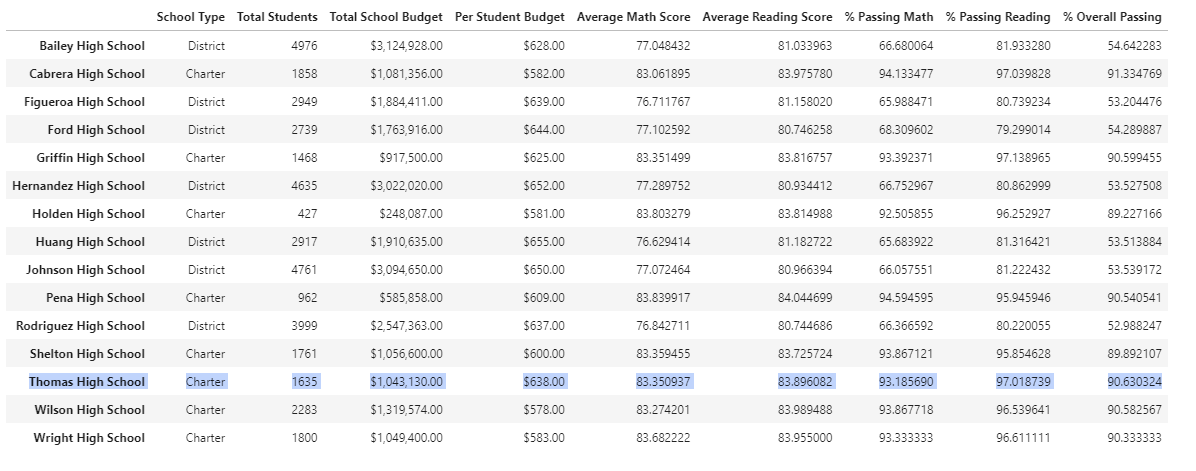 School Type Total Students Total School Budget Per Student Budget Average Math Score Average Reading Score % Passing Math % Passing Reading % Overall Passing
Bailey High School District 4976 $3,124,928.00 $628.00 77.048432 81.033963 66.680064 81.933280 54.642283
Cabrera High School Charter 1858 $1,081,356.00 $582.00 83.061895 83.975780 94.133477 97.039828 91.334769
Figueroa High School District 2949 $1,884,411.00 $639.00 76.711767 81.158020 65.988471 80.739234 53.204476
Ford High School District 2739 $1,763,916.00 $644.00 77.102592 80.746258 68.309602 79.299014 54.289887
Griffin High School Charter 1468 $917,500.00 $625.00 83.351499 83.816757 93.392371 97.138965 90.599455
Hernandez High School District 4635 $3,022,020.00 $652.00 77.289752 80.934412 66.752967 80.862999 53.527508
Holden High School Charter 427 $248,087.00 $581.00 83.803279 83.814988 92.505855 96.252927 89.227166
Huang High School District 2917 $1,910,635.00 $655.00 76.629414 81.182722 65.683922 81.316421 53.513884
Johnson High School District 4761 $3,094,650.00 $650.00 77.072464 80.966394 66.057551 81.222432 53.539172
Pena High School Charter 962 $585,858.00 $609.00 83.839917 84.044699 94.594595 95.945946 90.540541
Rodriguez High School District 3999 $2,547,363.00 $637.00 76.842711 80.744686 66.366592 80.220055 52.988247
Shelton High School Charter 1761 $1,056,600.00 $600.00 83.359455 83.725724 93.867121 95.854628 89.892107
Thomas High School Charter 1635 $1,043,130.00 $638.00 83.350937 83.896082 93.185690 97.018739 90.630324
Wilson High School Charter 2283 $1,319,574.00 $578.00 83.274201 83.989488 93.867718 96.539641 90.582567
Wright High School Charter 1800 $1,049,400.00 $583.00 83.682222 83.955000 93.333333 96.611111 90.333333